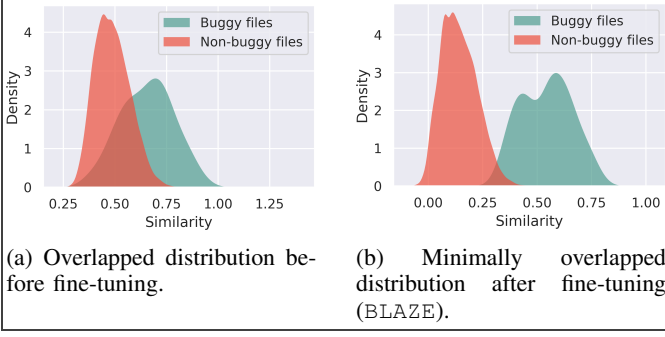 Buggy files
Non-buggy files
Density
4
3
2
1
0
0.25 0.50 0.75 1.00 1.25
Similarity
(a) Overlapped distribution be-
fore fine-tuning.
Buggy files
Non-buggy files
Density
4
3
2
1
0
0.00 0.25 0.50 0.75 1.00
Similarity
(b) Minimally overlapped
distribution after fine-tuning
(BLAZE).